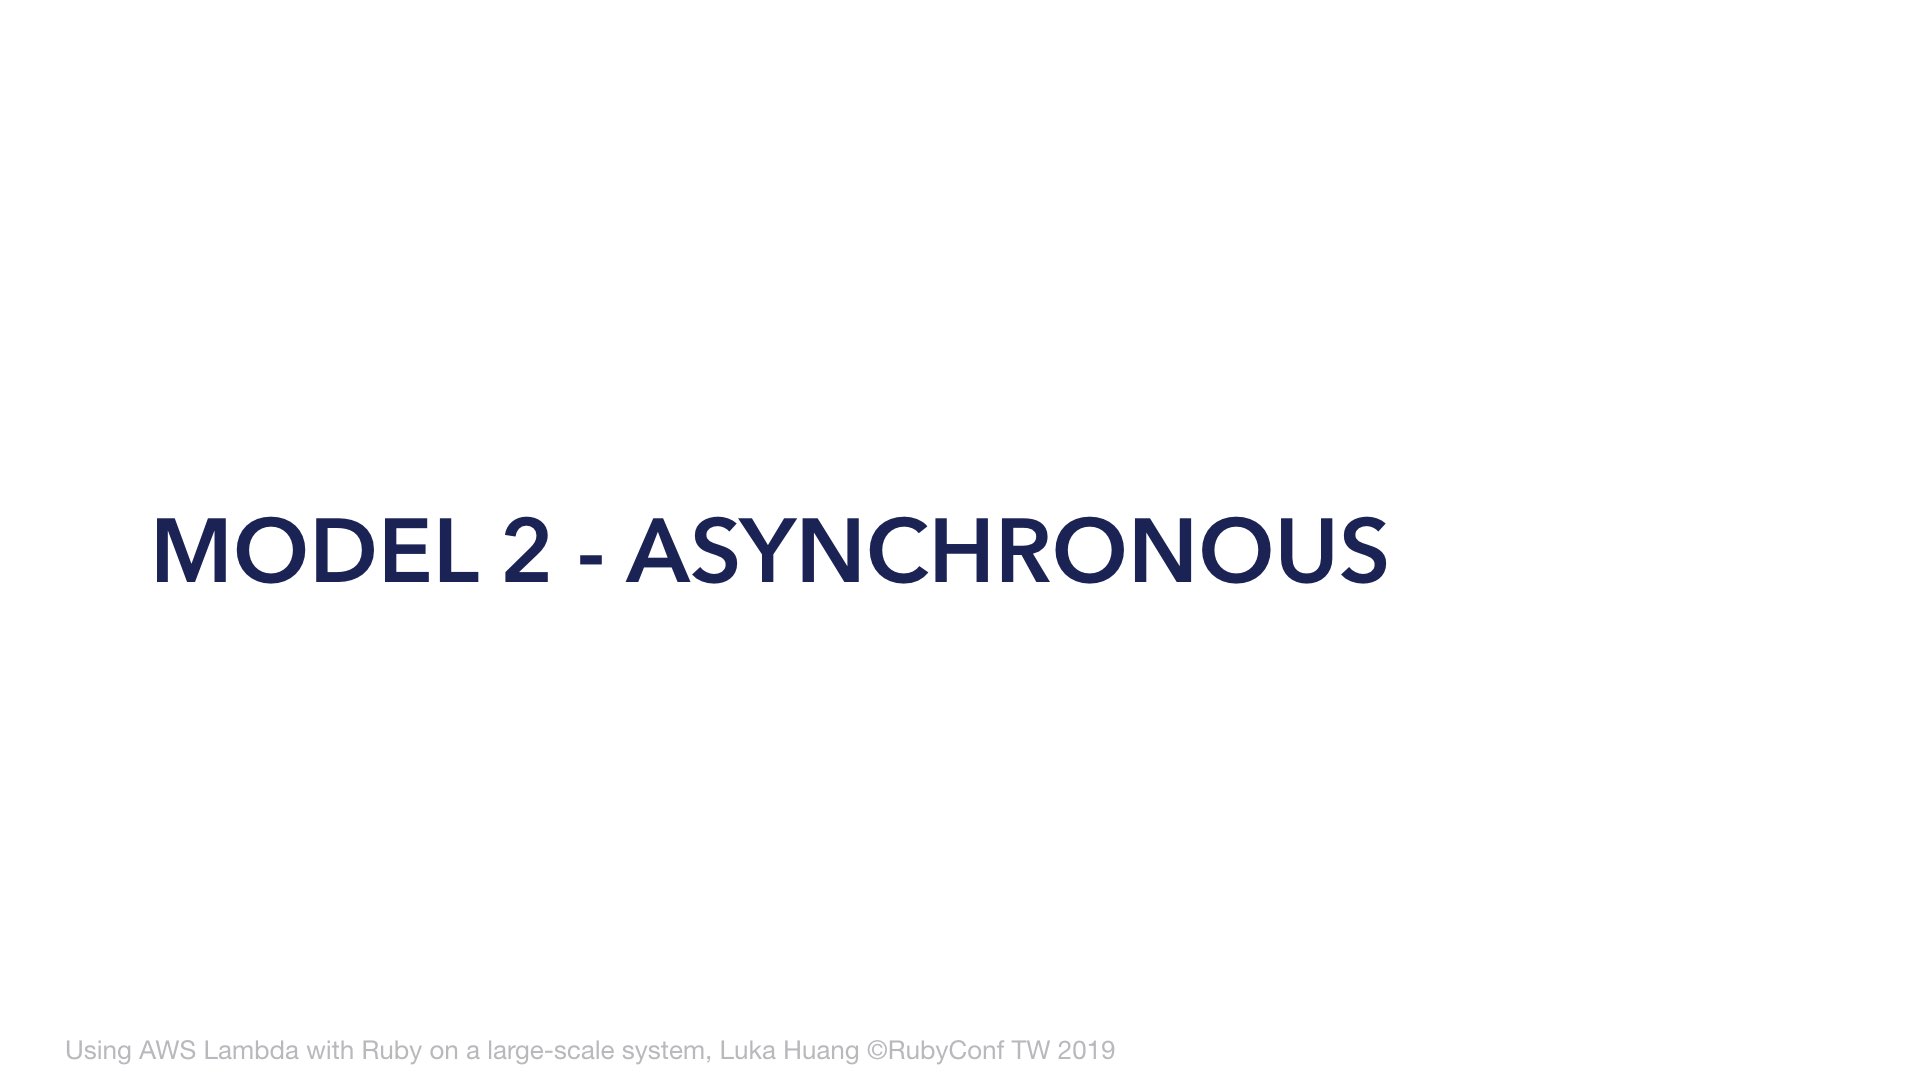 MODEL 2 - ASYNCHRONOUS
Using AWS Lambda with Ruby on a large-scale system, Luka Huang ©RubyConf TW 2019